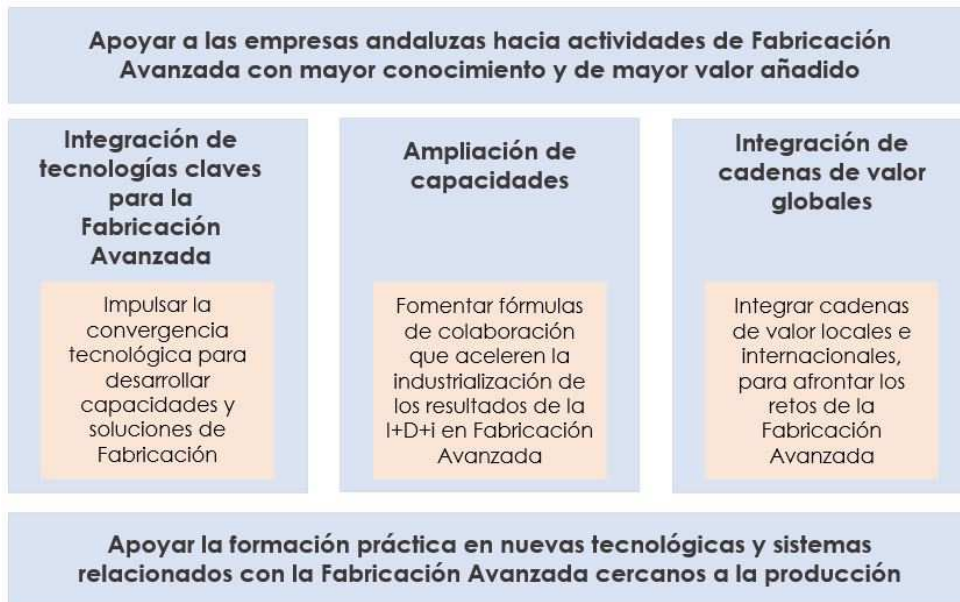 Apoyar a las empresas andaluzas hacia actividades de Fabricación
Avanzada con mayor conocimiento y de mayor valor añadido
Integración de
tecnologías claves
para la
Fabricación
Avanzada
Impulsar la
convergencia
tecnológica para
desarrollar
capacidades y
soluciones de
Fabricación
Ampliación de
capacidades
Fomentar fórmulas
de colaboración
que aceleren la
industrialización de
los resultados de la
I+D+i en Fabricación
Avanzada
Integración de
cadenas de valor
globales
Integrar cadenas
de valor locales e
internacionales,
para afrontar los
retos de la
Fabricación
Avanzada
Apoyar la formación práctica en nuevas tecnológicas y sistemas
relacionados con la Fabricación Avanzada cercanos a la producción